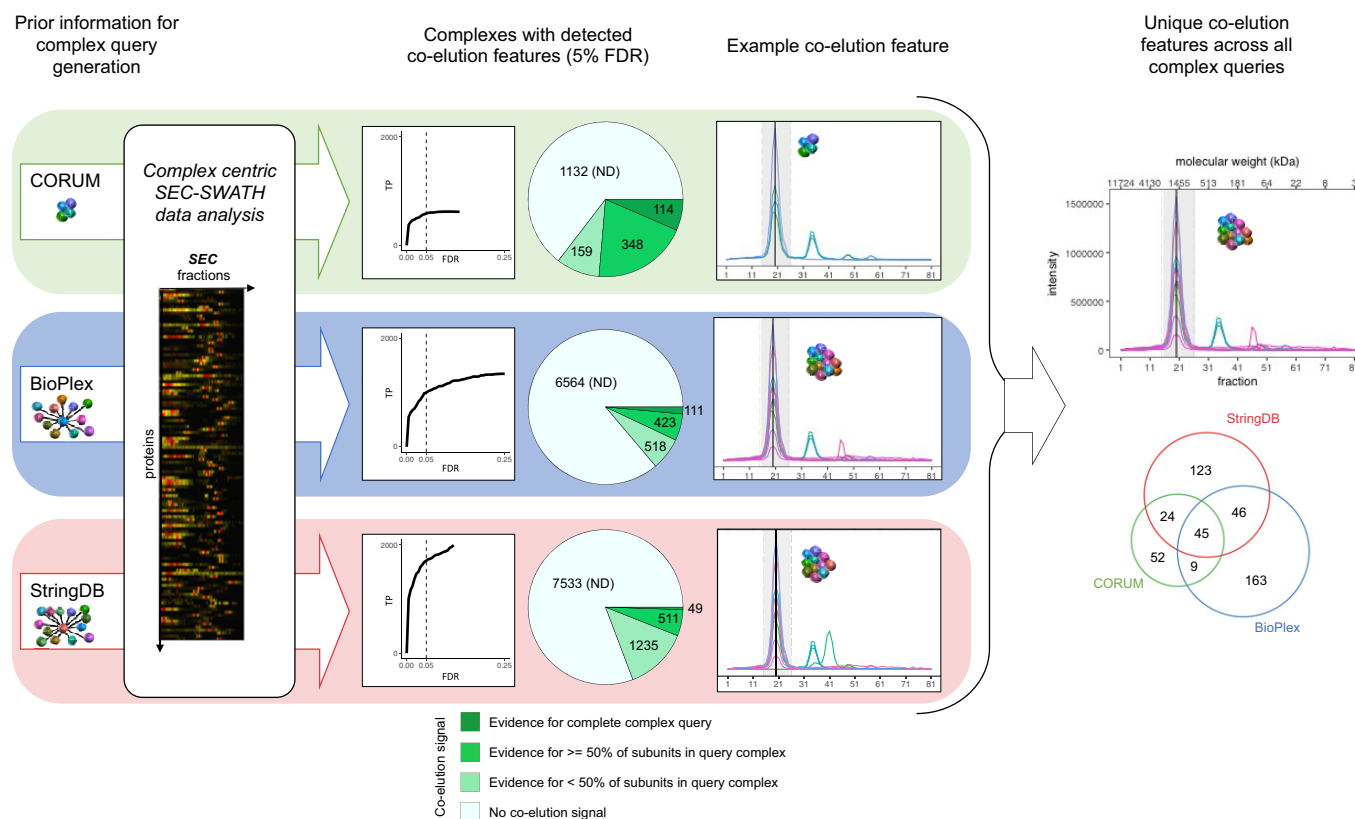 Prior information for
complex query
generation
Complexes with detected
co-elution features (5% FDR)
Example co-elution feature
Unique co-elution
features across all
complex queries
CORUM
Complex centric
SEC-SWATH
data analysis
SEC
fractions
proteins
2000
TP
0
0.00 0.05 0.25
FDR
1132 (ND)
114
348
159
1 11 21 31 41 51 61 71 81
BioPlex
2000
TP
0
0.00 0.05 0.25
FDR
6564 (ND)
111
423
518
1 11 21 31 41 51 61 71 81
StringDB
2000
TP
0
0.00 0.05 0.25
FDR
7533 (ND)
49
511
1235
1 11 21 31 41 51 61 71 81
molecular weight (kDa)
11724 4130 1455 513 181 64 22 8 3
1500000
1000000
500000
0
intensity
1 11 21 31 41 51 61 71
fraction
StringDB
123
24
46
45
52
9
163
CORUM
BioPlex
Co-elution signal
Evidence for complete complex query
Evidence for >= 50% of subunits in query complex
Evidence for < 50% of subunits in query complex
No co-elution signal